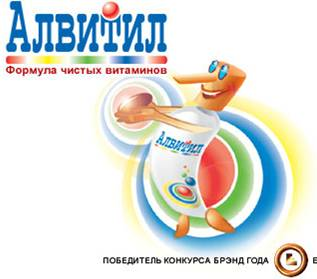 Алвитил
Формула чистых витаминов
Алвитил
ПОБЕДИТЕЛЬ КОНКУРСА БРЭНД ГОДА